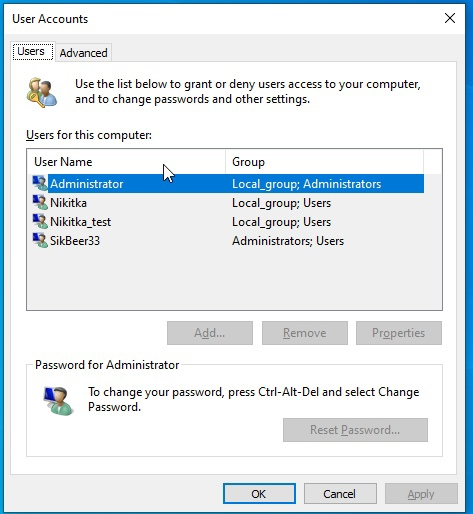 User Accounts
Users Advanced
Use the list below to grant or deny users access to your computer,
and to change passwords and other settings.
Users for this computer:
User Name Group
Administrator Local_group; Administrators
Nikitka Local_group; Users
Nikitka_test Local_group; Users
SikBeer33 Administrators; Users
Add... Remove Properties
Password for Administrator
To change your password, press Ctrl-Alt-Del and select Change
Password.
Reset Password...
OK Cancel Apply